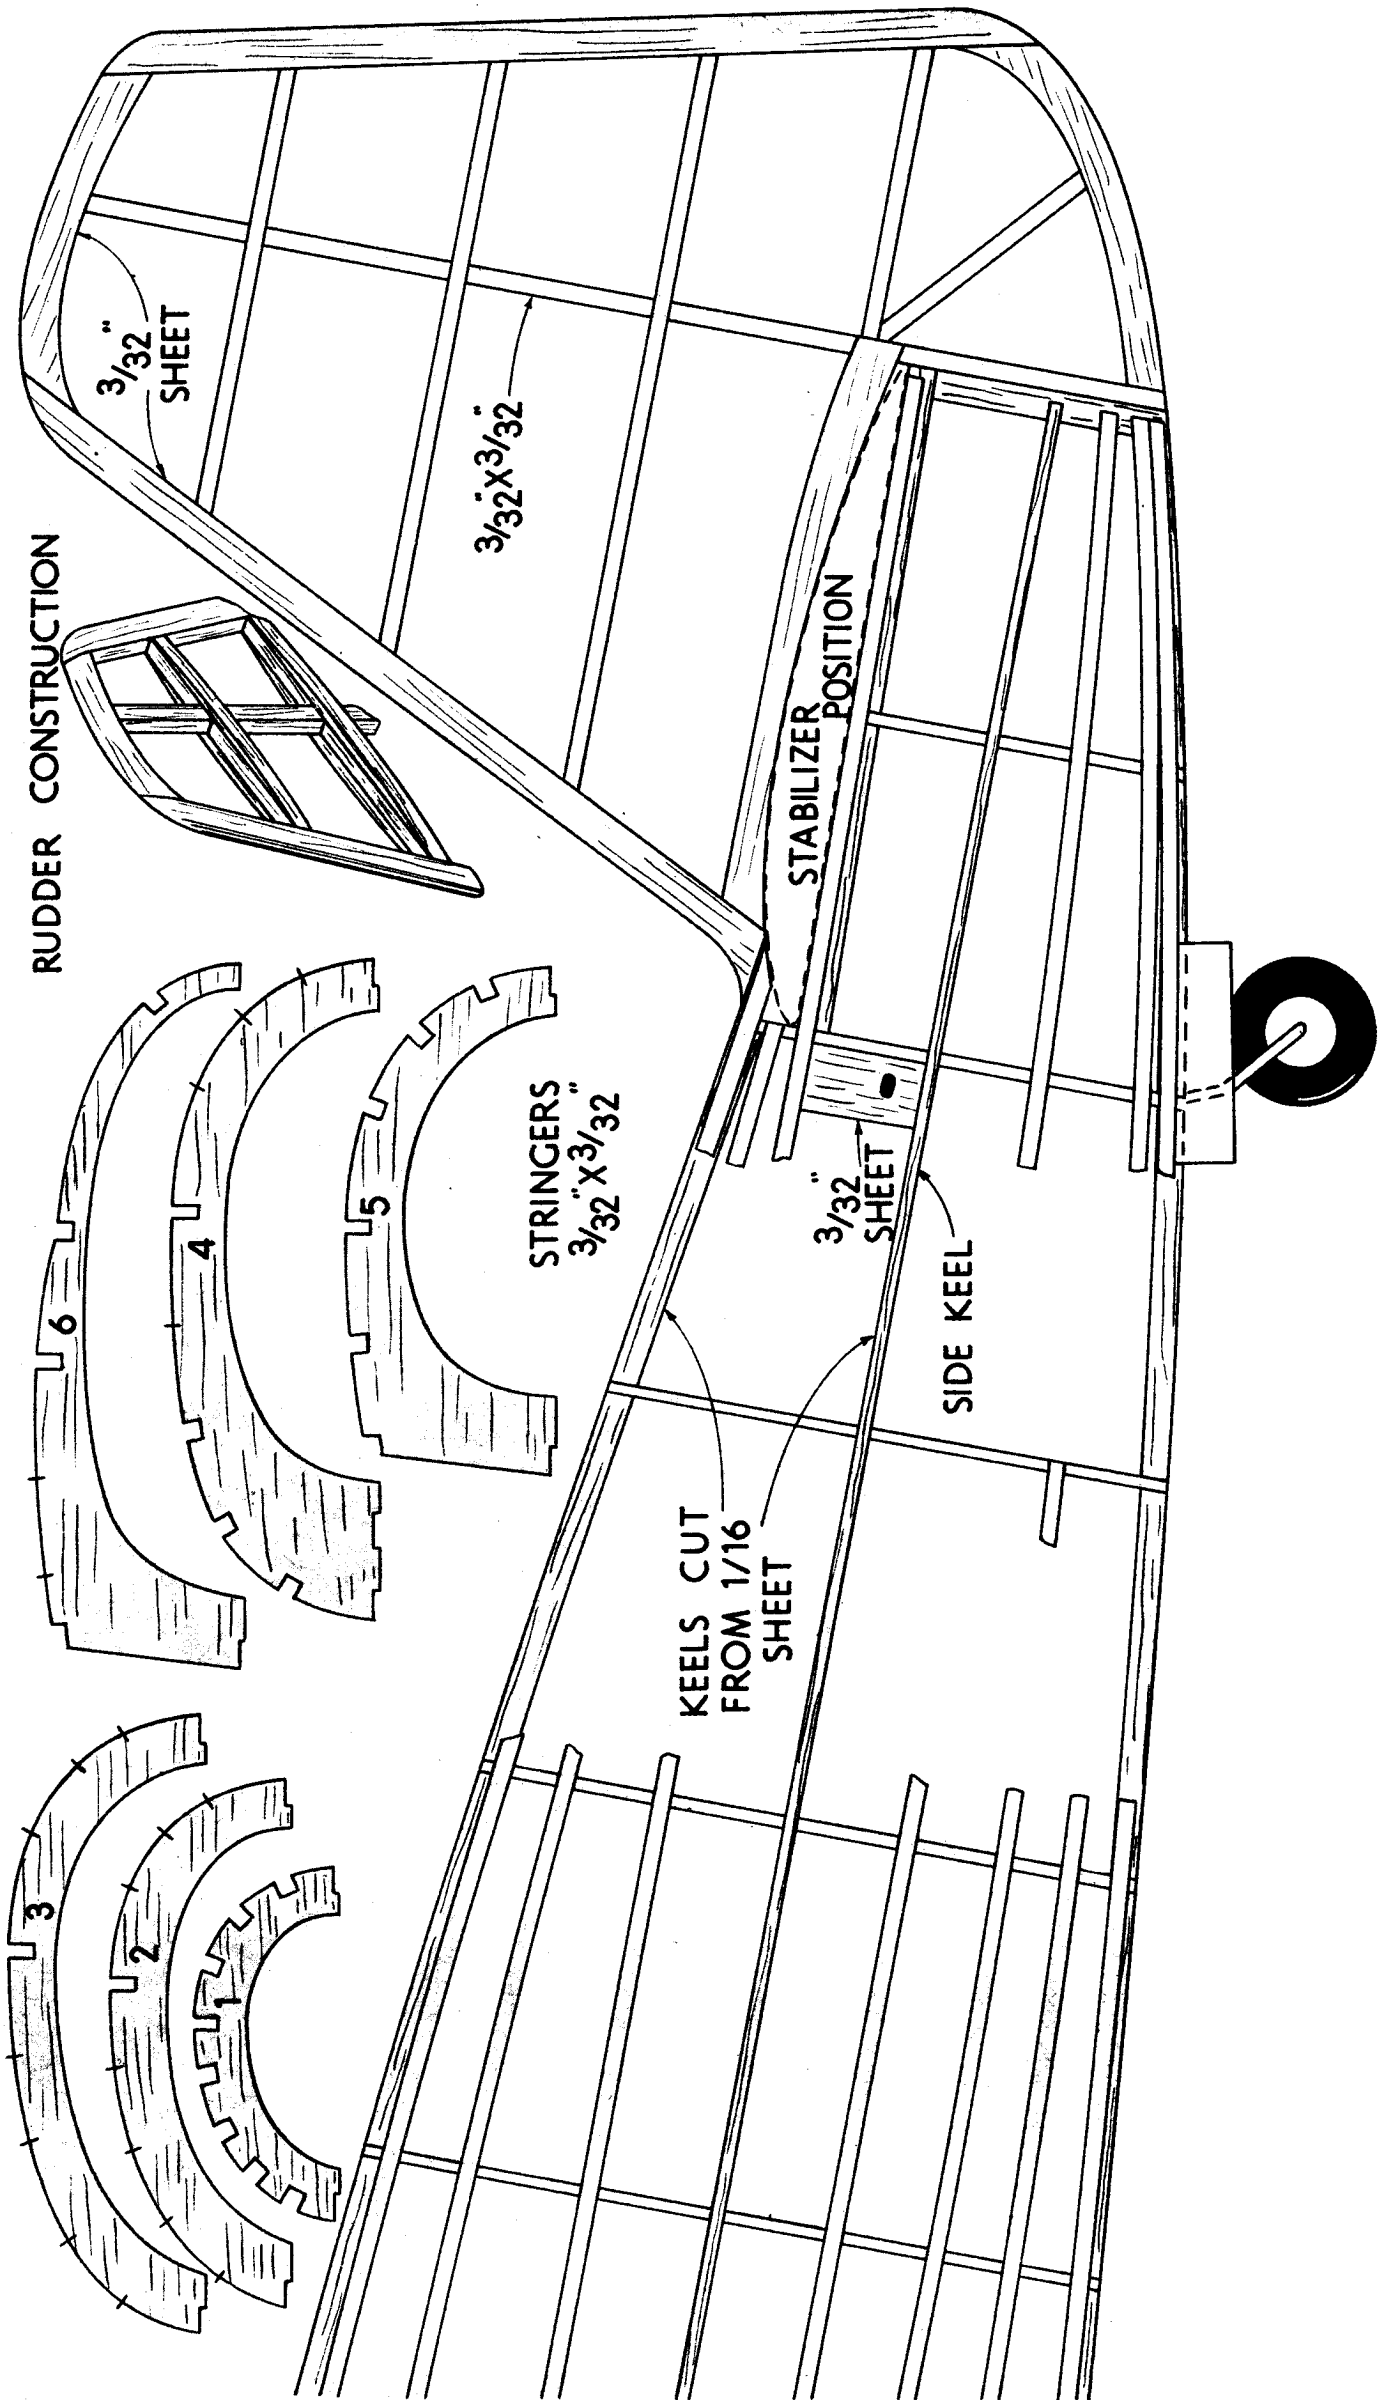 RUDDER CONSTRUCTION
3/32"
SHEET
3/32"X3/32"
STABILIZER
POSITION
3
2
1
6
4
5
STRINGERS
3/32"X3/32"
3/32"
SHEET
SIDE KEEL
KEELS CUT
FROM 1/16
SHEET